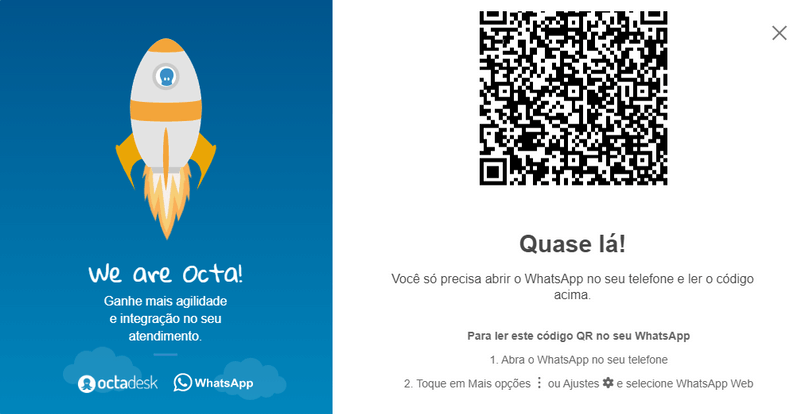 We are Octa!
Ganhe mais agilidade
e integração no seu
atendimento.
octadesk
WhatsApp
Quase lá!
Você só precisa abrir o WhatsApp no seu telefone e ler o código
acima.
Para ler este código QR no seu WhatsApp
1. Abra o WhatsApp no seu telefone
2. Toque em Mais opções ⋮ ou Ajustes ⚙ e selecione WhatsApp Web